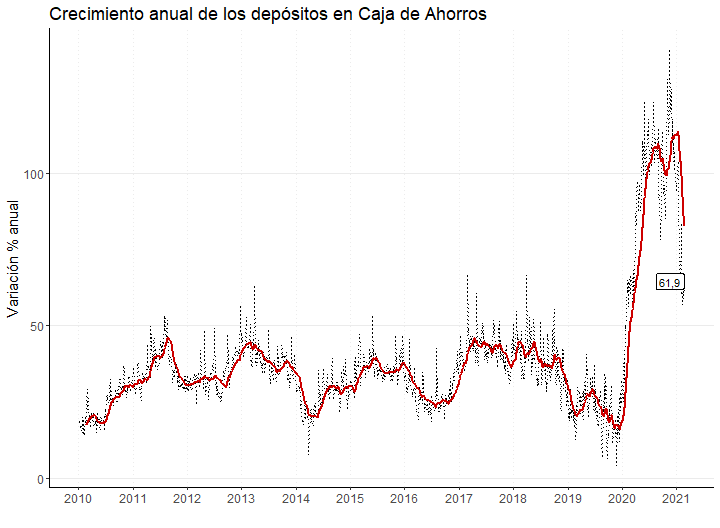 Crecimiento anual de los depósitos en Caja de Ahorros
Variación % anual
100
50
0
61,9
2010 2011 2012 2013 2014 2015 2016 2017 2018 2019 2020 2021